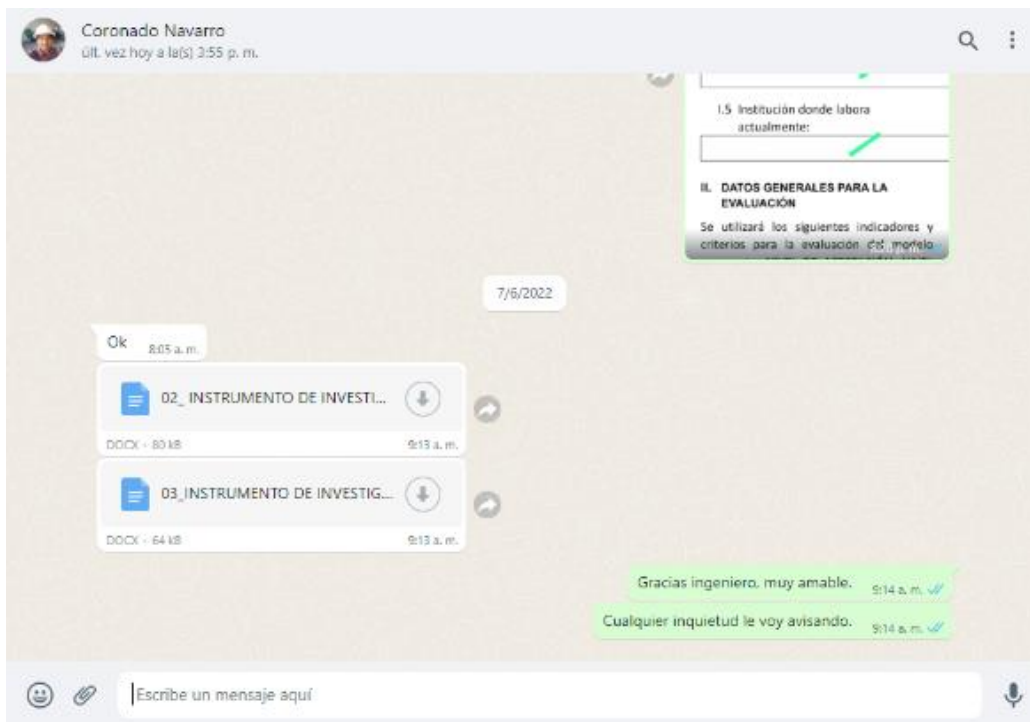 Coronado Navarro
últ. vez hoy a la(s) 3:55 p. m.
I.5 Institución donde labora
actualmente:
II. DATOS GENERALES PARA LA
EVALUACIÓN
Se utilizará los siguientes indicadores y
criterios para la evaluación del modelo
7/6/2022
Ok 8:05 a. m.
02_ INSTRUMENTO DE INVESTI...
DOCX - 80 kB 9:13 a. m.
03_INSTRUMENTO DE INVESTIG...
DOCX - 64 kB 9:13 a. m.
Gracias ingeniero, muy amable. 9:14 a. m.
Cualquier inquietud le voy avisando. 9:14 a. m.
Escribe un mensaje aquí